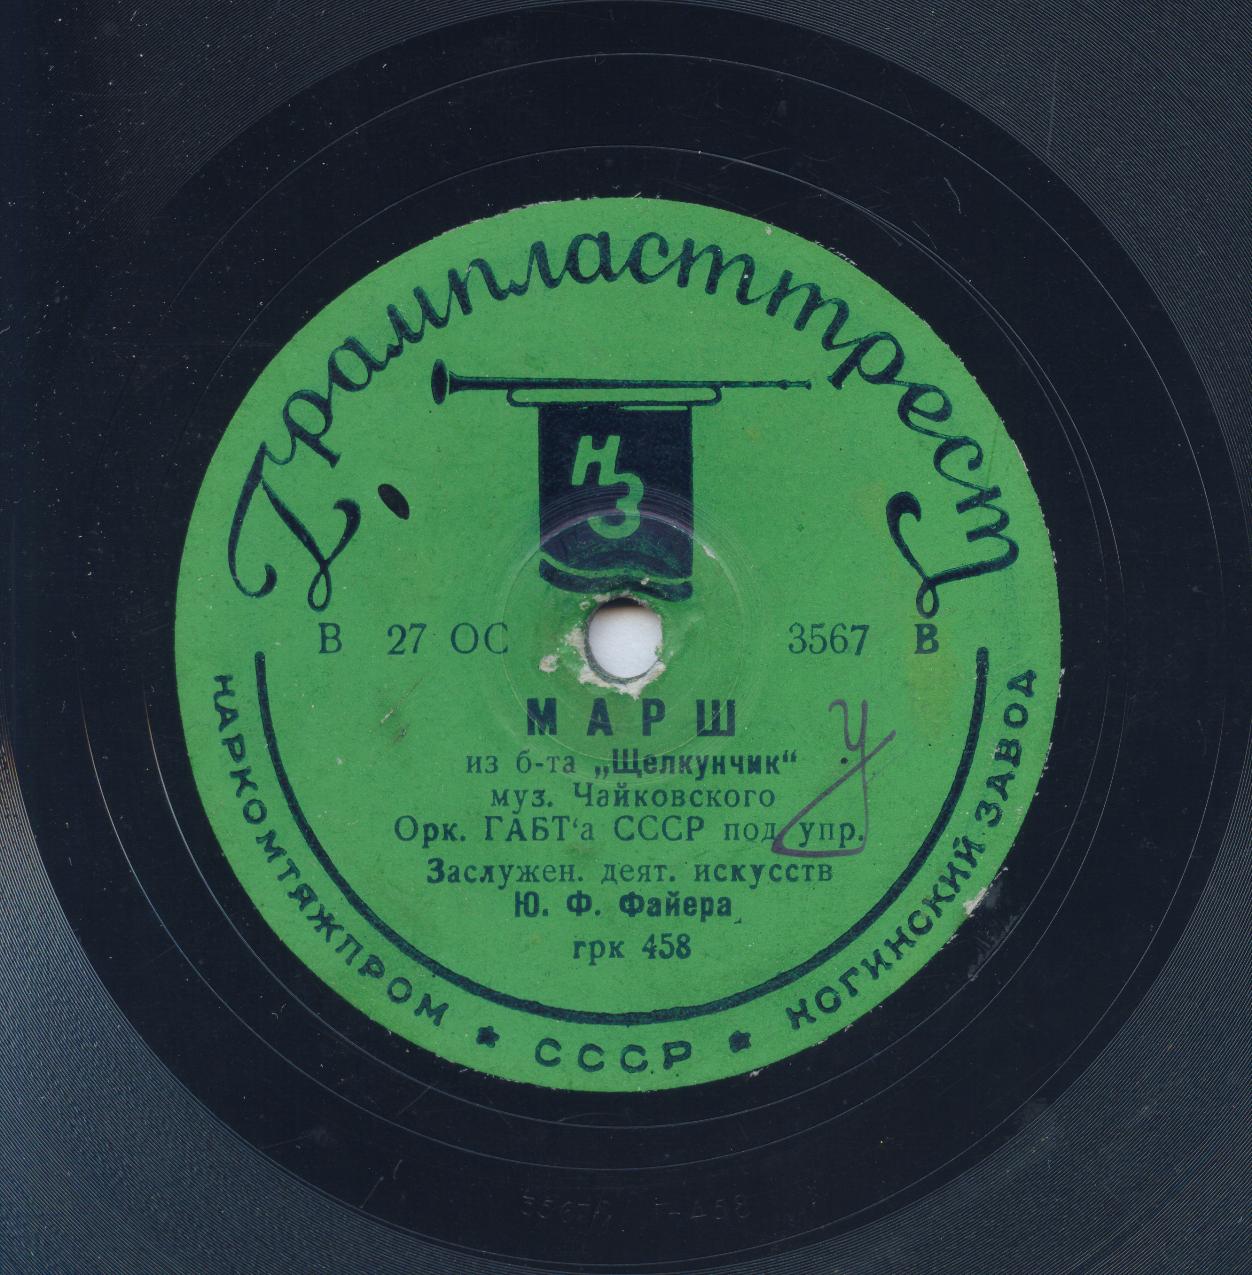 Грампласттрест
НЗ
В 27 ОС 3567 В
МАРШ
из б-та „Щелкунчик“
муз. Чайковского
Орк. ГАБТ‘а СССР под упр.
Заслужен. деят. искусств
Ю. Ф. Файера
грк 458
НАРКОМТЯЖПРОМ * СССР * НОГИНСКИЙ ЗАВОД